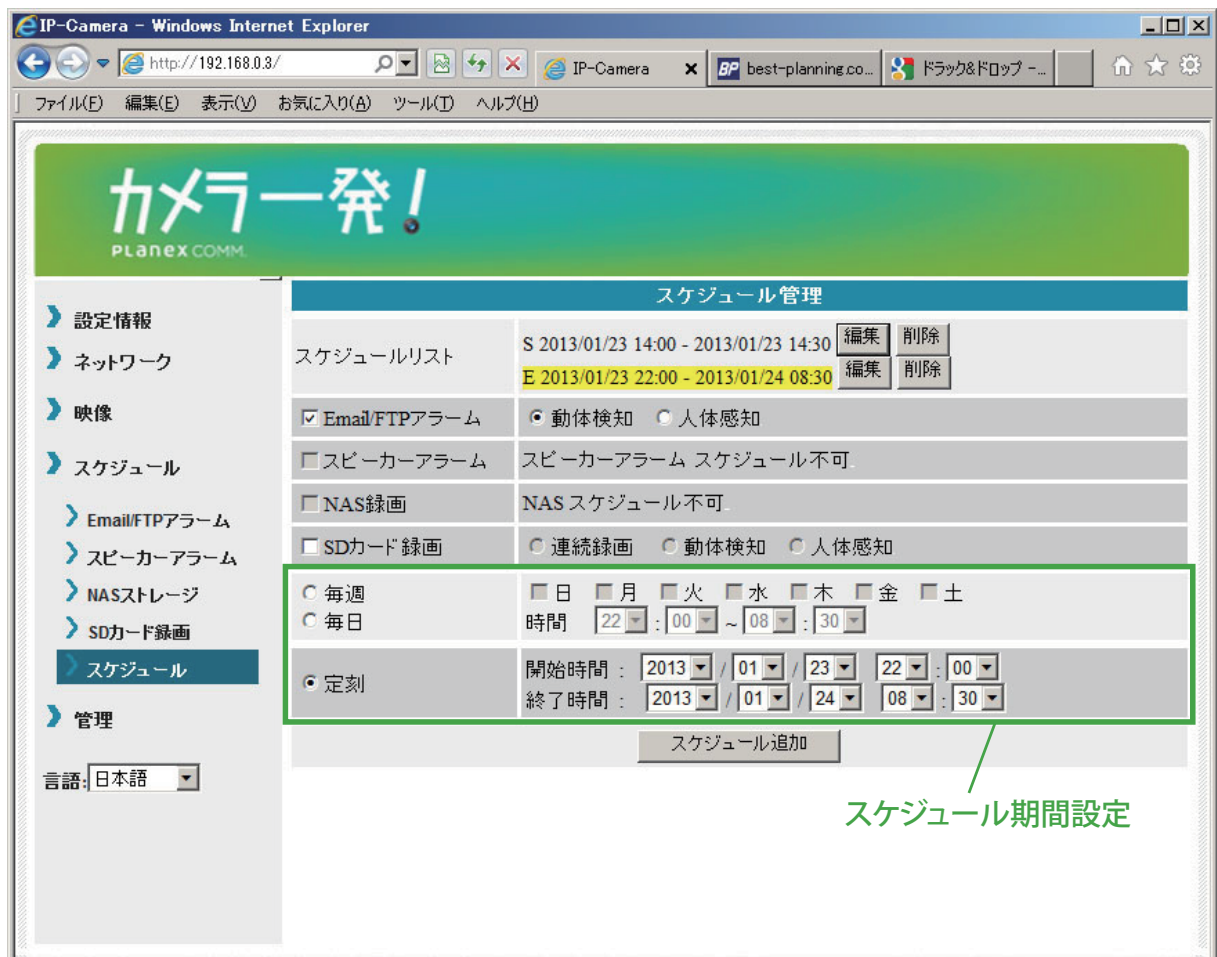 IP-Camera - Windows Internet Explorer
http://192.168.0.3/
IP-Camera
BP best-planning.co...
ドラック&ドロップ -...
ファイル(F) 編集(E) 表示(V) お気に入り(A) ツール(T) ヘルプ(H)
カメラ一発!
PLANEX COMM.
設定情報
ネットワーク
映像
スケジュール
Email/FTPアラーム
スピーカーアラーム
NASストレージ
SDカード録画
スケジュール
管理
言語: 日本語
スケジュール管理
スケジュールリスト
S 2013/01/23 14:00 - 2013/01/23 14:30 編集 削除
E 2013/01/23 22:00 - 2013/01/24 08:30 編集 削除
Email/FTPアラーム 動体検知 人体感知
スピーカーアラーム スピーカーアラーム スケジュール不可.
NAS録画 NAS スケジュール不可.
SDカード録画 連続録画 動体検知 人体感知
毎週 日 月 火 水 木 金 土
毎日 時間 22 : 00 ~ 08 : 30
定刻
開始時間 : 2013 / 01 / 23 22 : 00
終了時間 : 2013 / 01 / 24 08 : 30
スケジュール追加
スケジュール期間設定